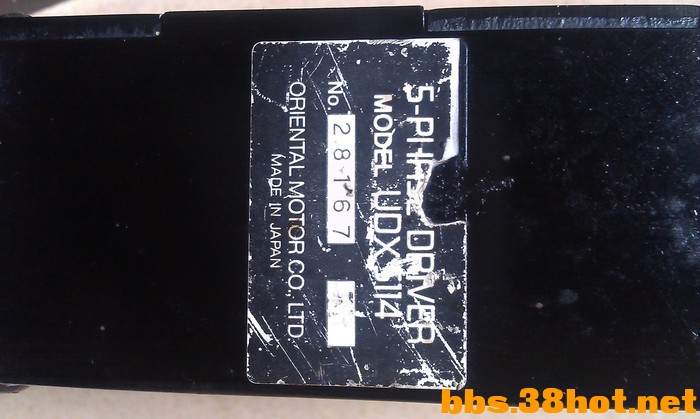 5-PHASE DRIVER
MODEL UDX5114
No. 28167
ORIENTAL MOTOR CO., LTD
MADE IN JAPAN
bbs.38hot.net